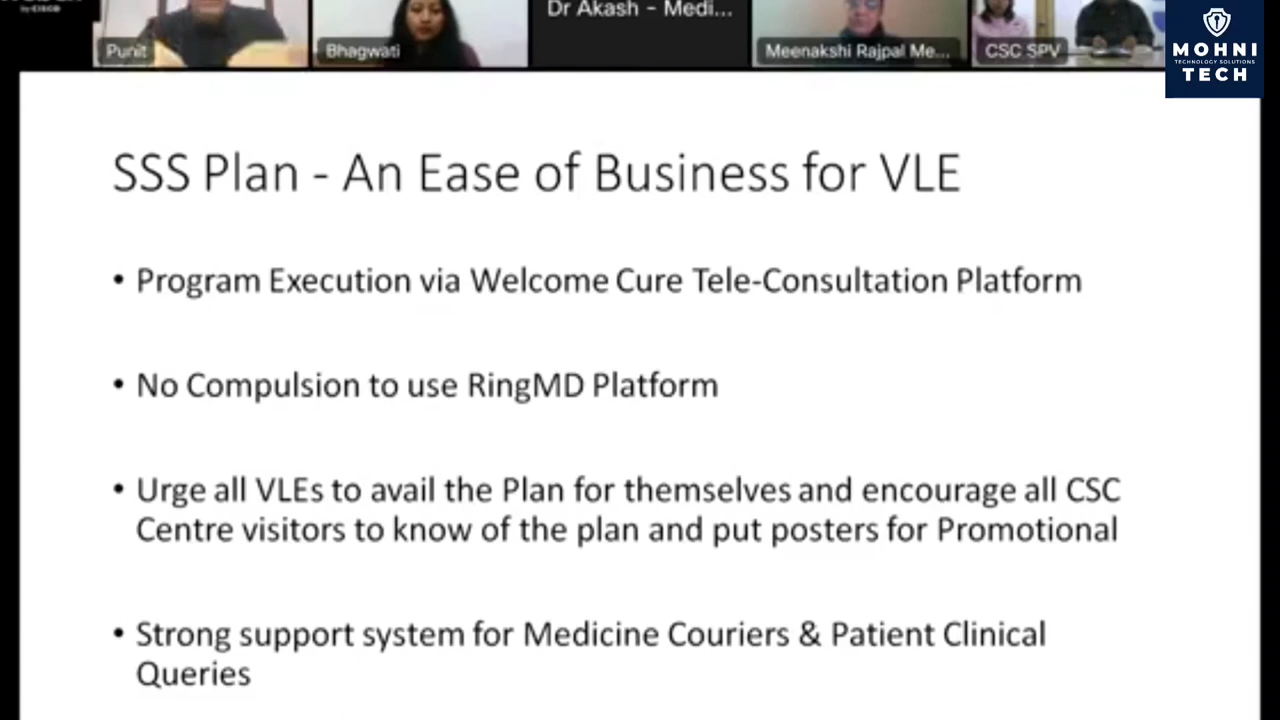 by CISCO
Punit
Bhagwati
Dr Akash – Medi...
Meenakshi Rajpal Me...
CSC SPV
MOHNI
TECHNOLOGY SOLUTIONS
TECH
SSS Plan - An Ease of Business for VLE
• Program Execution via Welcome Cure Tele-Consultation Platform
• No Compulsion to use RingMD Platform
• Urge all VLEs to avail the Plan for themselves and encourage all CSC
Centre visitors to know of the plan and put posters for Promotional
• Strong support system for Medicine Couriers & Patient Clinical
Queries